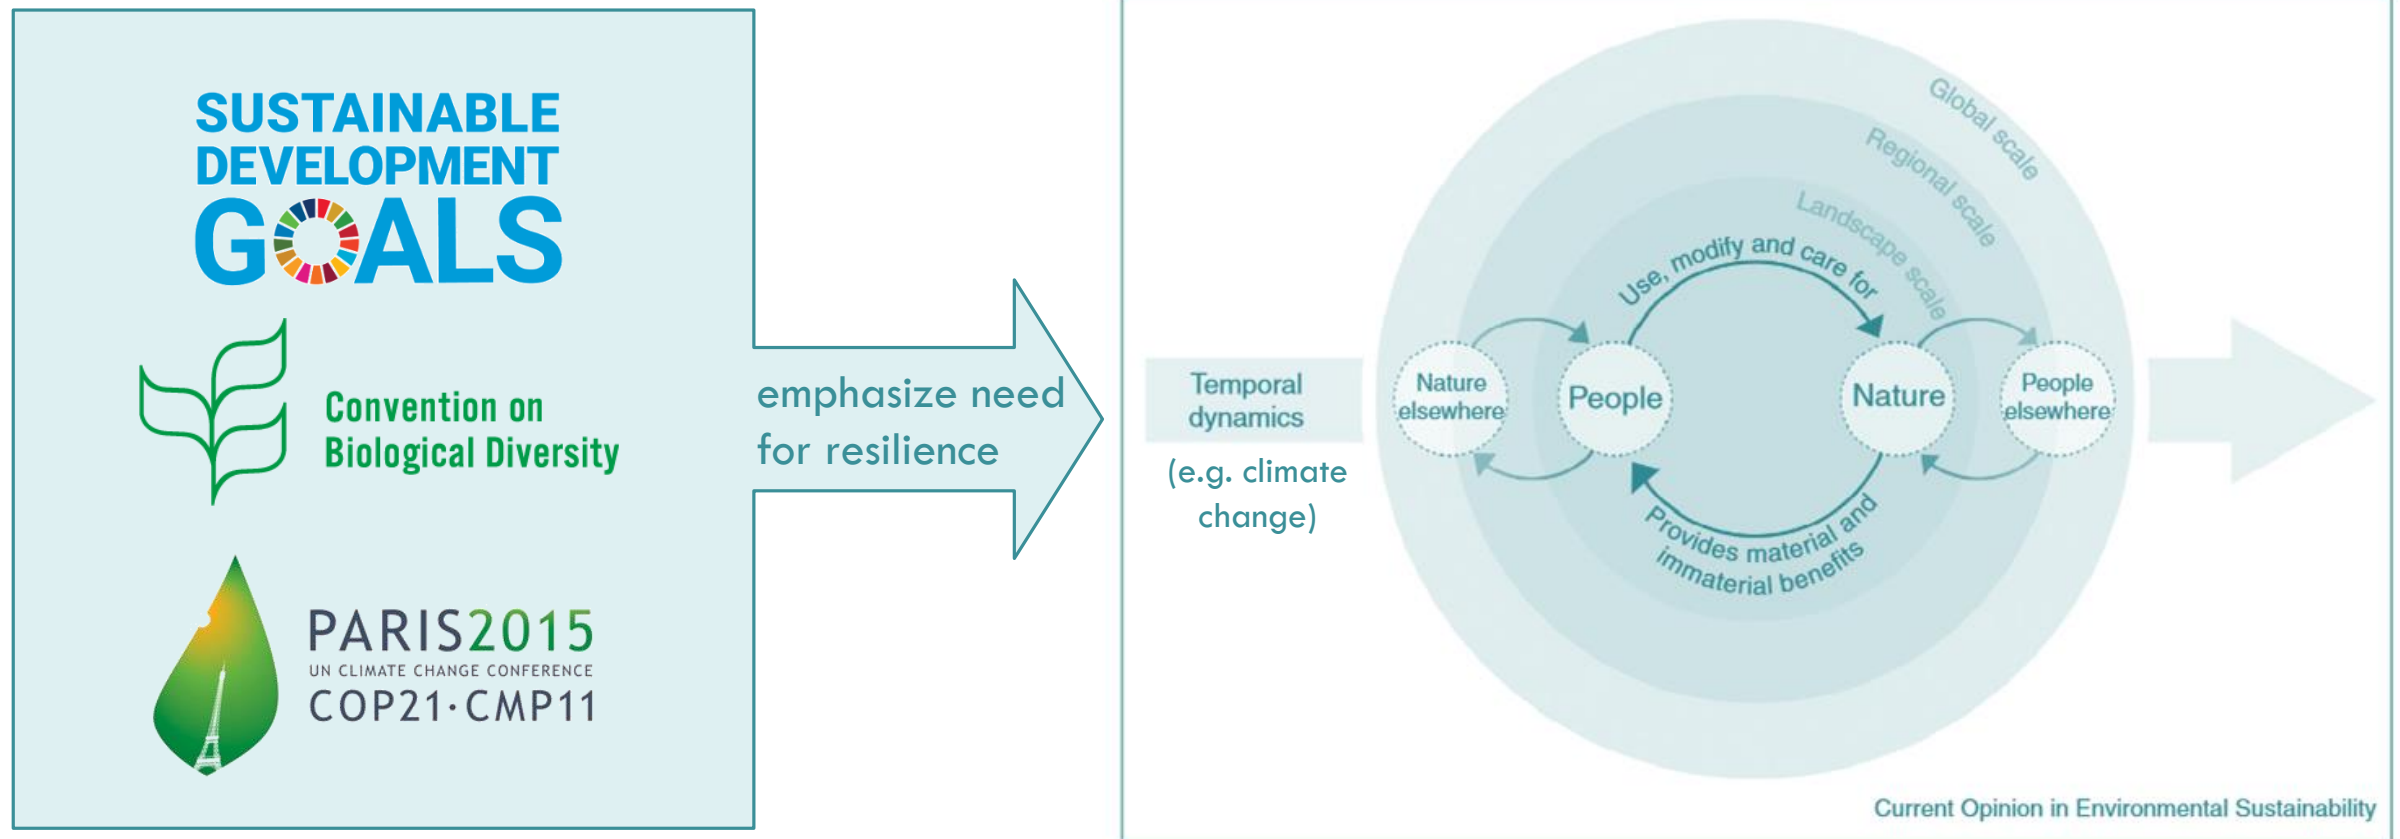 SUSTAINABLE
DEVELOPMENT
GOALS
Convention on
Biological Diversity
PARIS2015
UN CLIMATE CHANGE CONFERENCE
COP21·CMP11
emphasize need
for resilience
Temporal
dynamics
(e.g. climate
change)
Global scale
Regional scale
Landscape scale
Use, modify and care for
Nature
elsewhere
People
Nature
People
elsewhere
Provides material and
immaterial benefits
Current Opinion in Environmental Sustainability